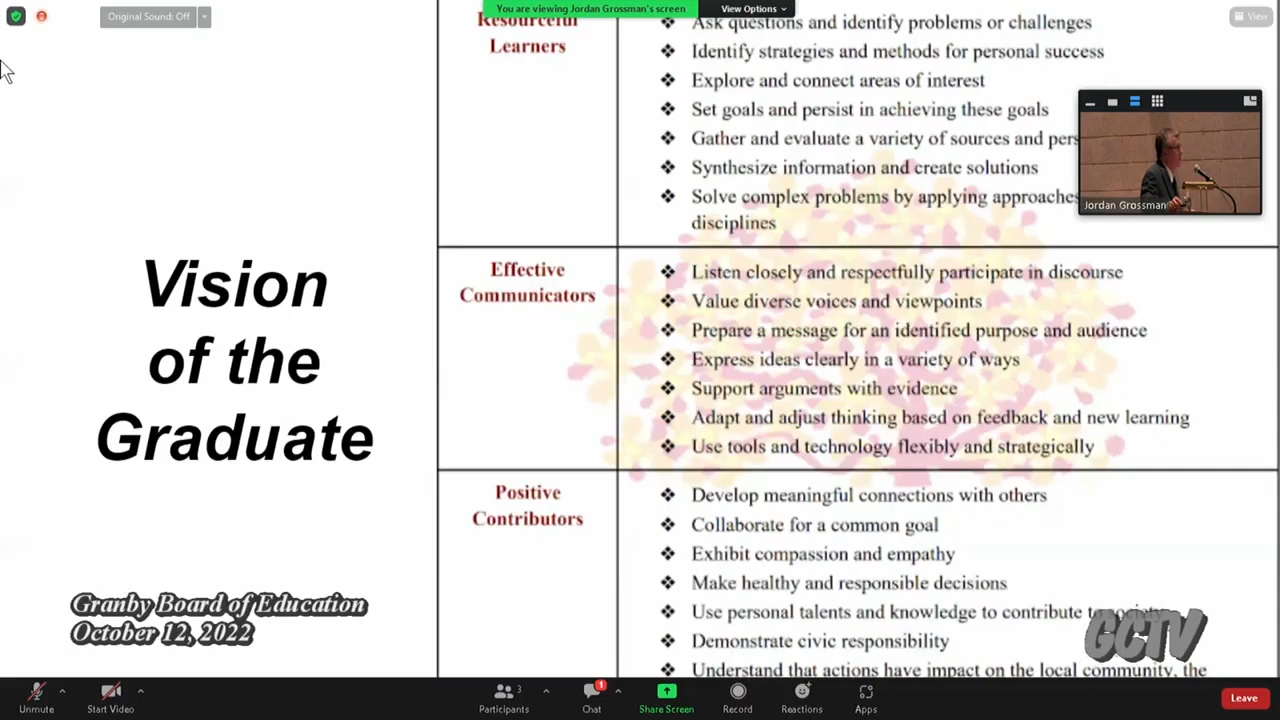 Original Sound: Off
You are viewing Jordan Grossman's screen
View Options
View
Resourceful
Learners
Ask questions and identify problems or challenges
Identify strategies and methods for personal success
Explore and connect areas of interest
Set goals and persist in achieving these goals
Gather and evaluate a variety of sources and
Synthesize information and create solutions
Solve complex problems by applying approaches
disciplines
Jordan Grossman
Vision
of the
Graduate
Effective
Communicators
Listen closely and respectfully participate in discourse
Value diverse voices and viewpoints
Prepare a message for an identified purpose and audience
Express ideas clearly in a variety of ways
Support arguments with evidence
Adapt and adjust thinking based on feedback and new learning
Use tools and technology flexibly and strategically
Positive
Contributors
Develop meaningful connections with others
Collaborate for a common goal
Exhibit compassion and empathy
Make healthy and responsible decisions
Use personal talents and knowledge to contribute to society
Demonstrate civic responsibility
Understand that actions have impact on the local community, the
Granby Board of Education
October 12, 2022
GCTV
Unmute
Start Video
3
Participants
1
Chat
Share Screen
Record
Reactions
Apps
Leave